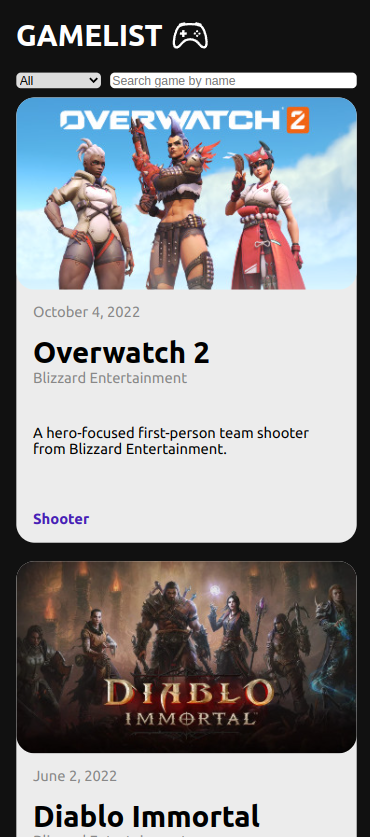 GAMELIST
All
Search game by name
OVERWATCH 2
October 4, 2022
Overwatch 2
Blizzard Entertainment
A hero-focused first-person team shooter
from Blizzard Entertainment.
Shooter
DIABLO
IMMORTAL
June 2, 2022
Diablo Immortal